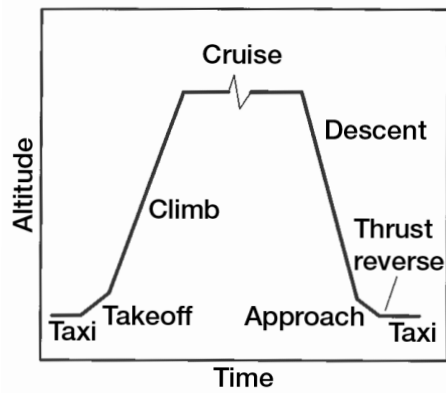 Cruise
Descent
Climb
Thrust
reverse
Taxi
Takeoff
Approach
Taxi
Altitude
Time